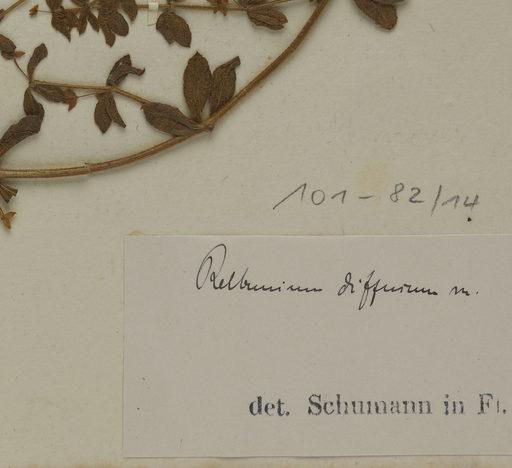 101-82/14
Relbunium diffusum m.
det. Schumann in Fl.